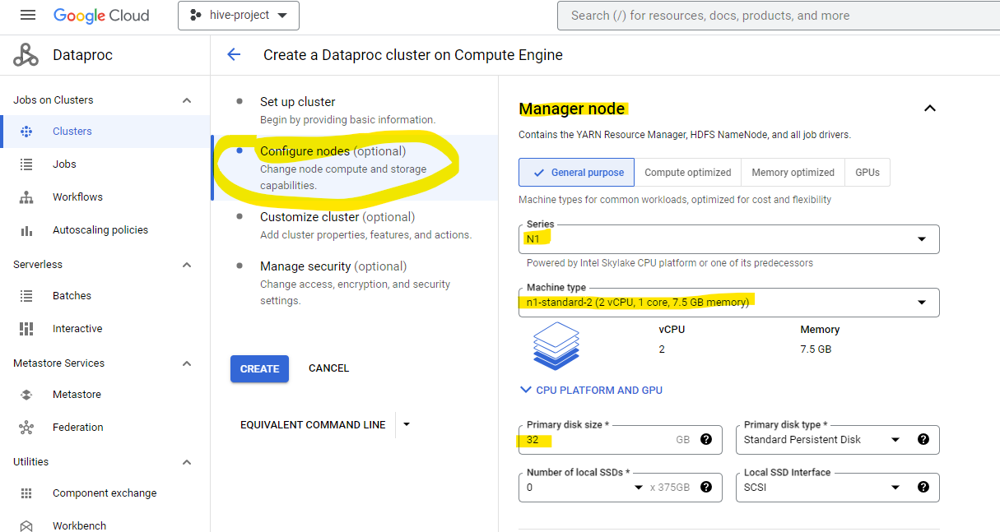 Google Cloud
hive-project
Search (/) for resources, docs, products, and more
Dataproc
Create a Dataproc cluster on Compute Engine
Jobs on Clusters
Clusters
Jobs
Workflows
Autoscaling policies
Serverless
Batches
Interactive
Metastore Services
Metastore
Federation
Utilities
Component exchange
Workbench
Set up cluster
Begin by providing basic information.
Configure nodes (optional)
Change node compute and storage
capabilities.
Customize cluster (optional)
Add cluster properties, features, and actions.
Manage security (optional)
Change access, encryption, and security
settings.
CREATE
CANCEL
EQUIVALENT COMMAND LINE
Manager node
Contains the YARN Resource Manager, HDFS NameNode, and all job drivers.
General purpose
Compute optimized
Memory optimized
GPUs
Machine types for common workloads, optimized for cost and flexibility
Series
N1
Powered by Intel Skylake CPU platform or one of its predecessors
Machine type
n1-standard-2 (2 vCPU, 1 core, 7.5 GB memory)
vCPU
Memory
2
7.5 GB
CPU PLATFORM AND GPU
Primary disk size *
32
GB
Primary disk type *
Standard Persistent Disk
Number of local SSDs *
0
x 375GB
Local SSD Interface
SCSI